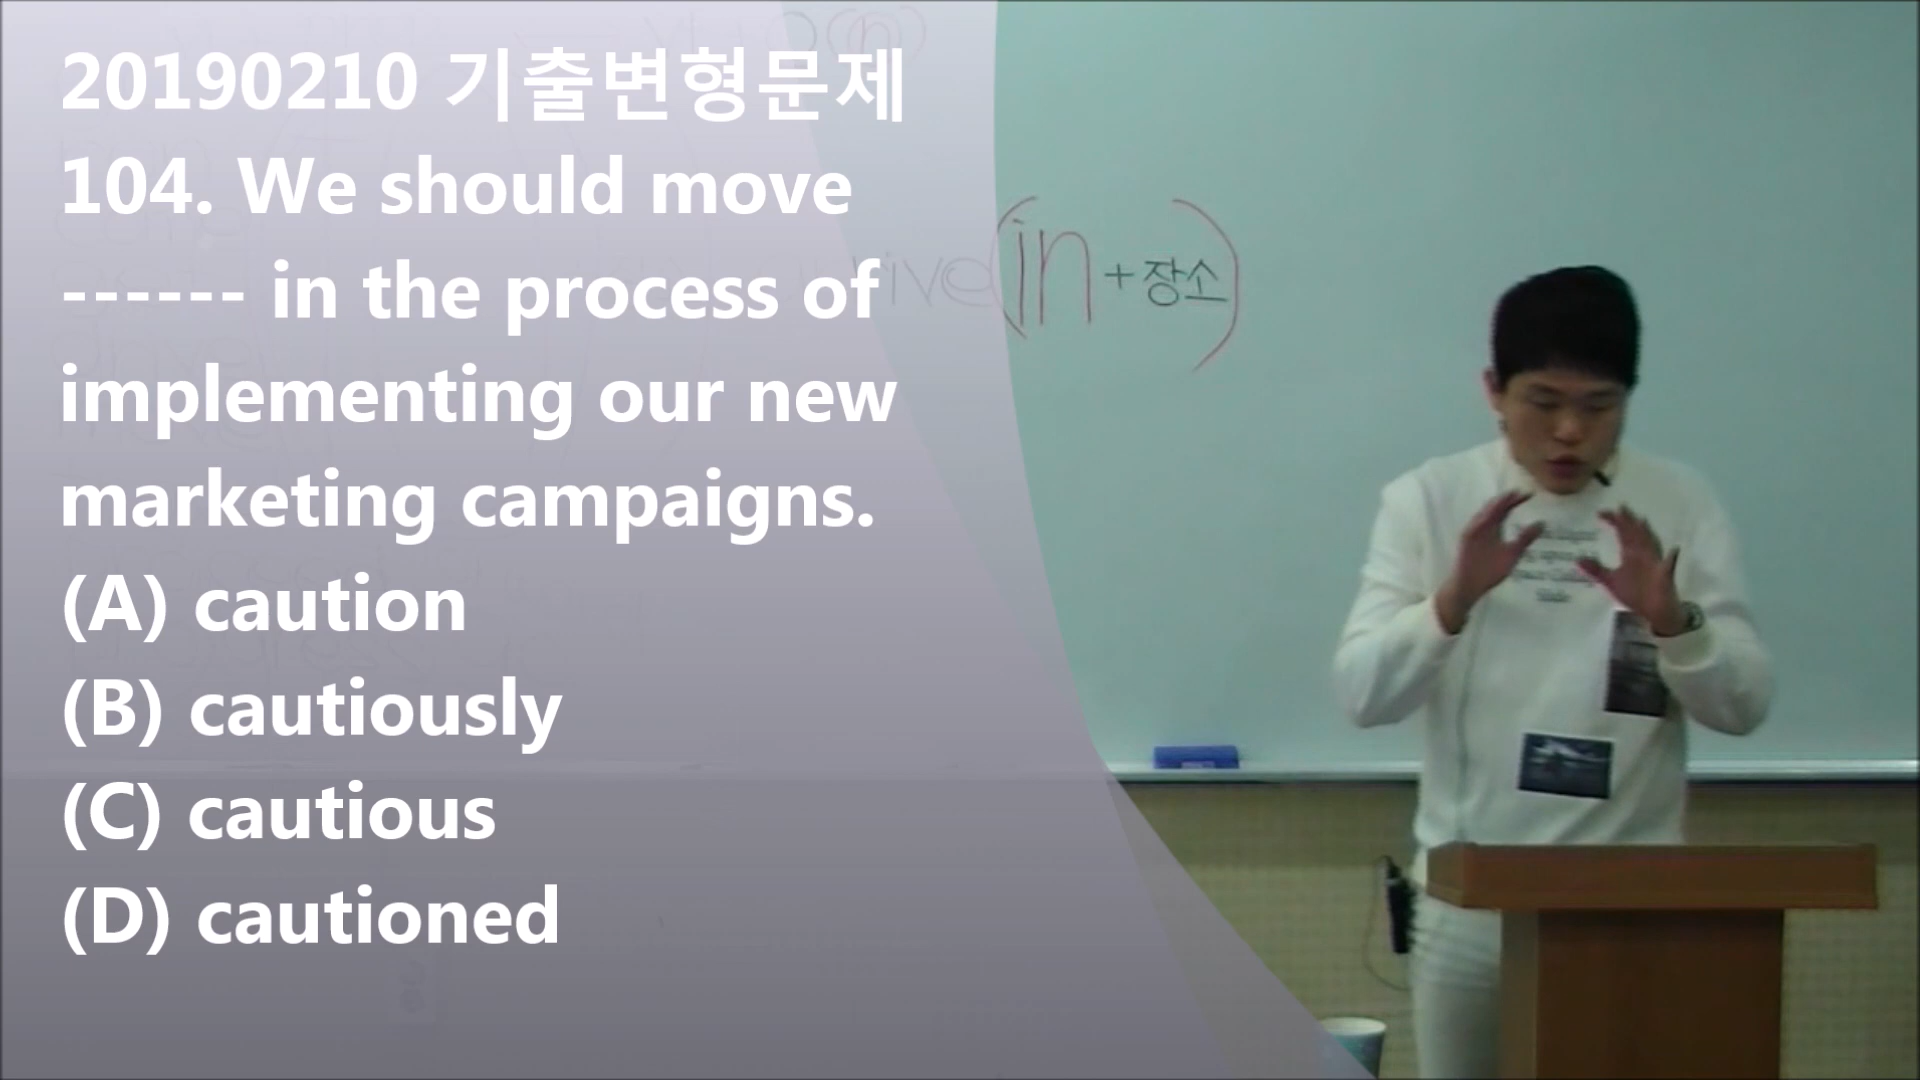 20190210 기출변형문제
104. We should move
------ in the process of
implementing our new
marketing campaigns.
(A) caution
(B) cautiously
(C) cautious
(D) cautioned
(in + 장소)